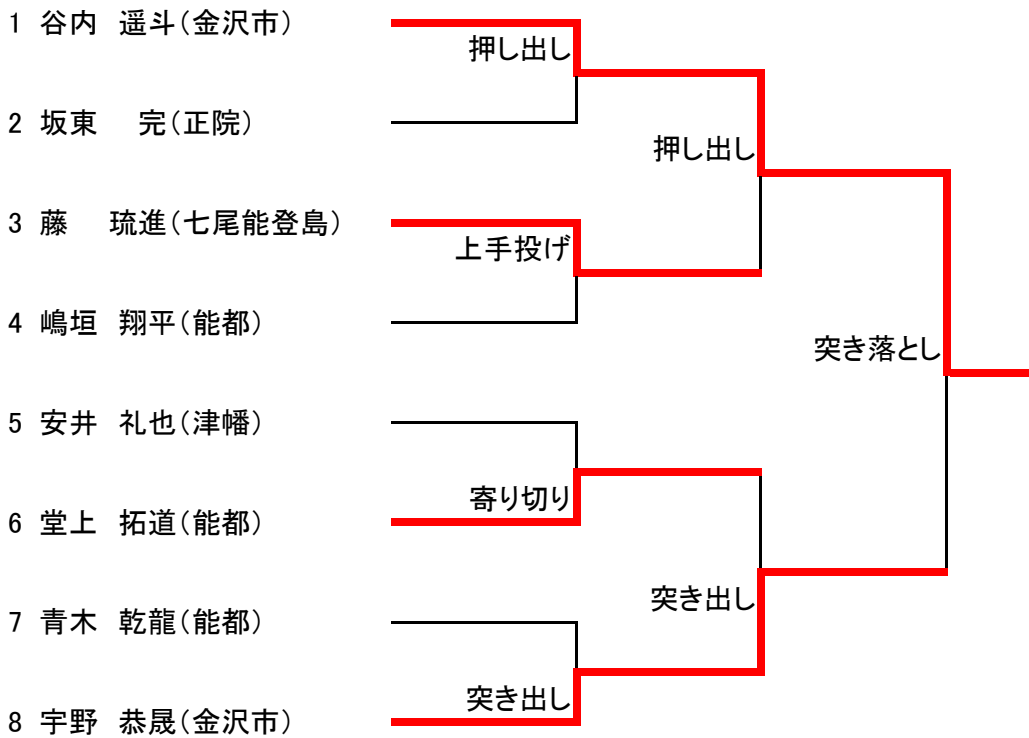 1 谷内 遥斗(金沢市)
押し出し
2 坂東 完(正院)
押し出し
3 藤 琉進(七尾能登島)
上手投げ
4 嶋垣 翔平(能都)
突き落とし
5 安井 礼也(津幡)
寄り切り
6 堂上 拓道(能都)
突き出し
7 青木 乾龍(能都)
突き出し
8 宇野 恭晟(金沢市)